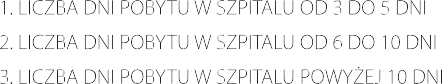 1. LICZBA DNI POBYTU W SZPITALU OD 3 DO 5 DNI
2. LICZBA DNI POBYTU W SZPITALU OD 6 DO 10 DNI
3. LICZBA DNI POBYTU W SZPITALU POWYŻEJ 10 DNI